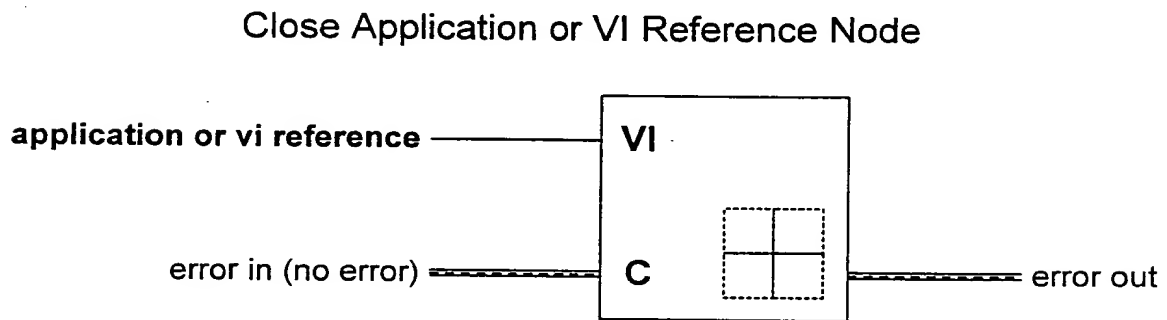 Close Application or VI Reference Node
application or vi reference
VI
error in (no error)
C
error out